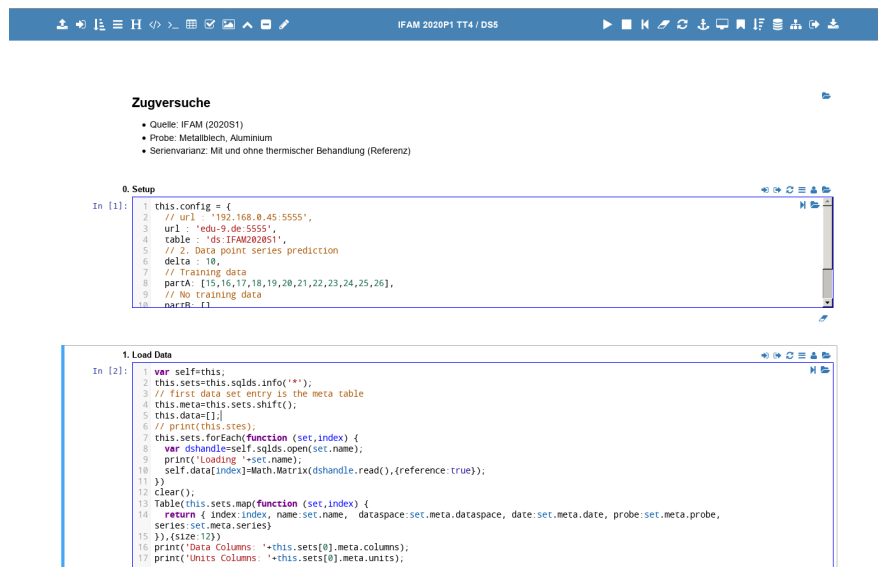 IFAM 2020P1 TT4 / DS5
Zugversuche
• Quelle: IFAM (2020S1)
• Probe: Metallblech, Aluminium
• Serienvarianz: Mit und ohne thermischer Behandlung (Referenz)
0. Setup
In [1]:
1 this.config = {
2 // url : '192.168.0.45:5555',
3 url : 'edu-9.de:5555',
4 table : 'ds:IFAM2020S1',
5 // 2. Data point series prediction
6 delta : 10,
7 // Training data
8 partA: [15,16,17,18,19,20,21,22,23,24,25,26],
9 // No training data
10 partB: []
1. Load Data
In [2]:
1 var self=this;
2 this.sets=this.sqlds.info('*');
3 // first data set entry is the meta table
4 this.meta=this.sets.shift();
5 this.data=[];
6 // print(this.stes);
7 this.sets.forEach(function (set,index) {
8 var dshandle=self.sqlds.open(set.name);
9 print('Loading '+set.name);
10 self.data[index]=Math.Matrix(dshandle.read(),{reference:true});
11 })
12 clear();
13 Table(this.sets.map(function (set,index) {
14 return { index:index, name:set.name, dataspace:set.meta.dataspace, date:set.meta.date, probe:set.meta.probe,
series:set.meta.series}
15 }),{size:12})
16 print('Data Columns: '+this.sets[0].meta.columns);
17 print('Units Columns: '+this.sets[0].meta.units);